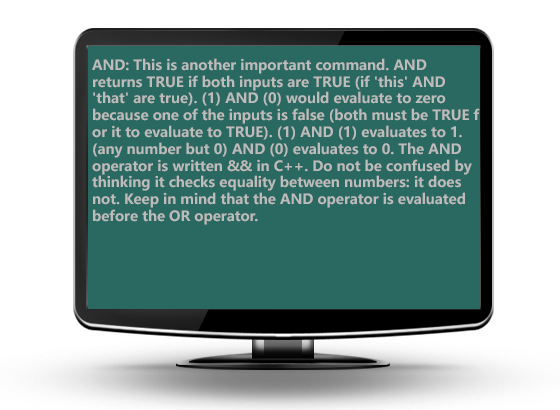 AND: This is another important command. AND
returns TRUE if both inputs are TRUE (if 'this' AND
'that' are true). (1) AND (0) would evaluate to zero
because one of the inputs is false (both must be TRUE f
or it to evaluate to TRUE). (1) AND (1) evaluates to 1.
(any number but 0) AND (0) evaluates to 0. The AND
operator is written && in C++. Do not be confused by
thinking it checks equality between numbers: it does
not. Keep in mind that the AND operator is evaluated
before the OR operator.